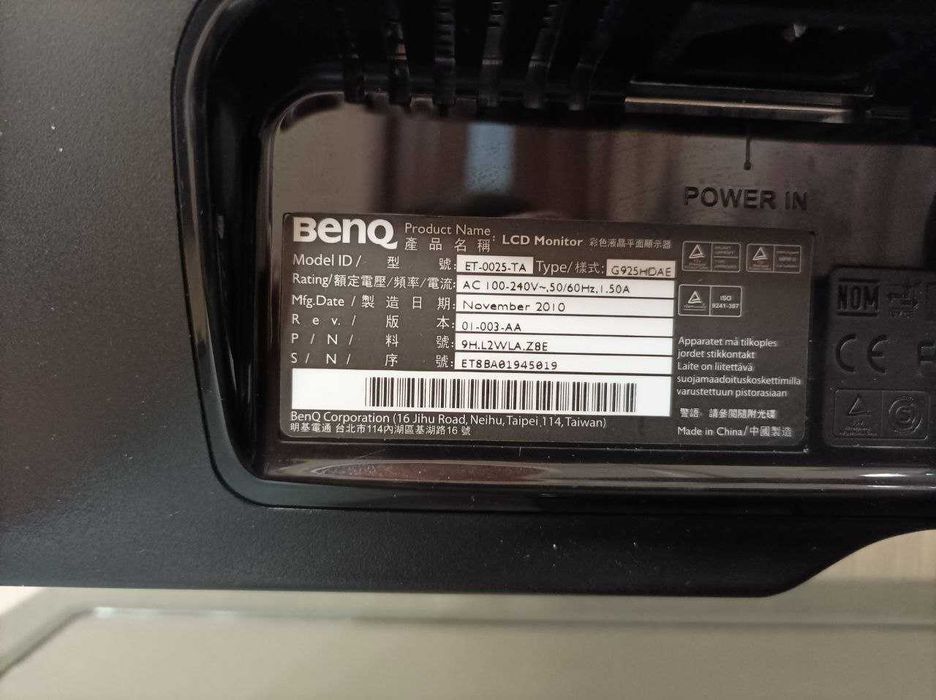 POWER IN
BenQ Product Name
產品名稱: LCD Monitor 彩色液晶平面顯示器
Model ID / 型號: ET-0025-TA Type/樣式: G925HDAE
Rating/額定電壓/頻率/電流: AC 100-240V~,50/60Hz,1.50A
Mfg.Date / 製造日期: November 2010
Rev. / 版本: 01-003-AA
P/N/ 料號: 9H.L2WLA.Z8E
S/N/ 序號: ET8BA01945019
BenQ Corporation (16 Jihu Road, Neihu, Taipei 114, Taiwan)
明基電通 台北市114內湖區基湖路16號
ISO
9241-307
Apparatet må tilkoples
jordet stikkontakt
Laite on liitettävä
suojamaadoituskoskettimilla
varustettuun pistorasiaan
警語: 請參閱隨附光碟
Made in China/中國製造
NOM
CE